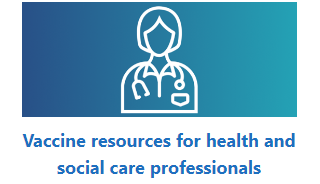 Vaccine resources for health and
social care professionals